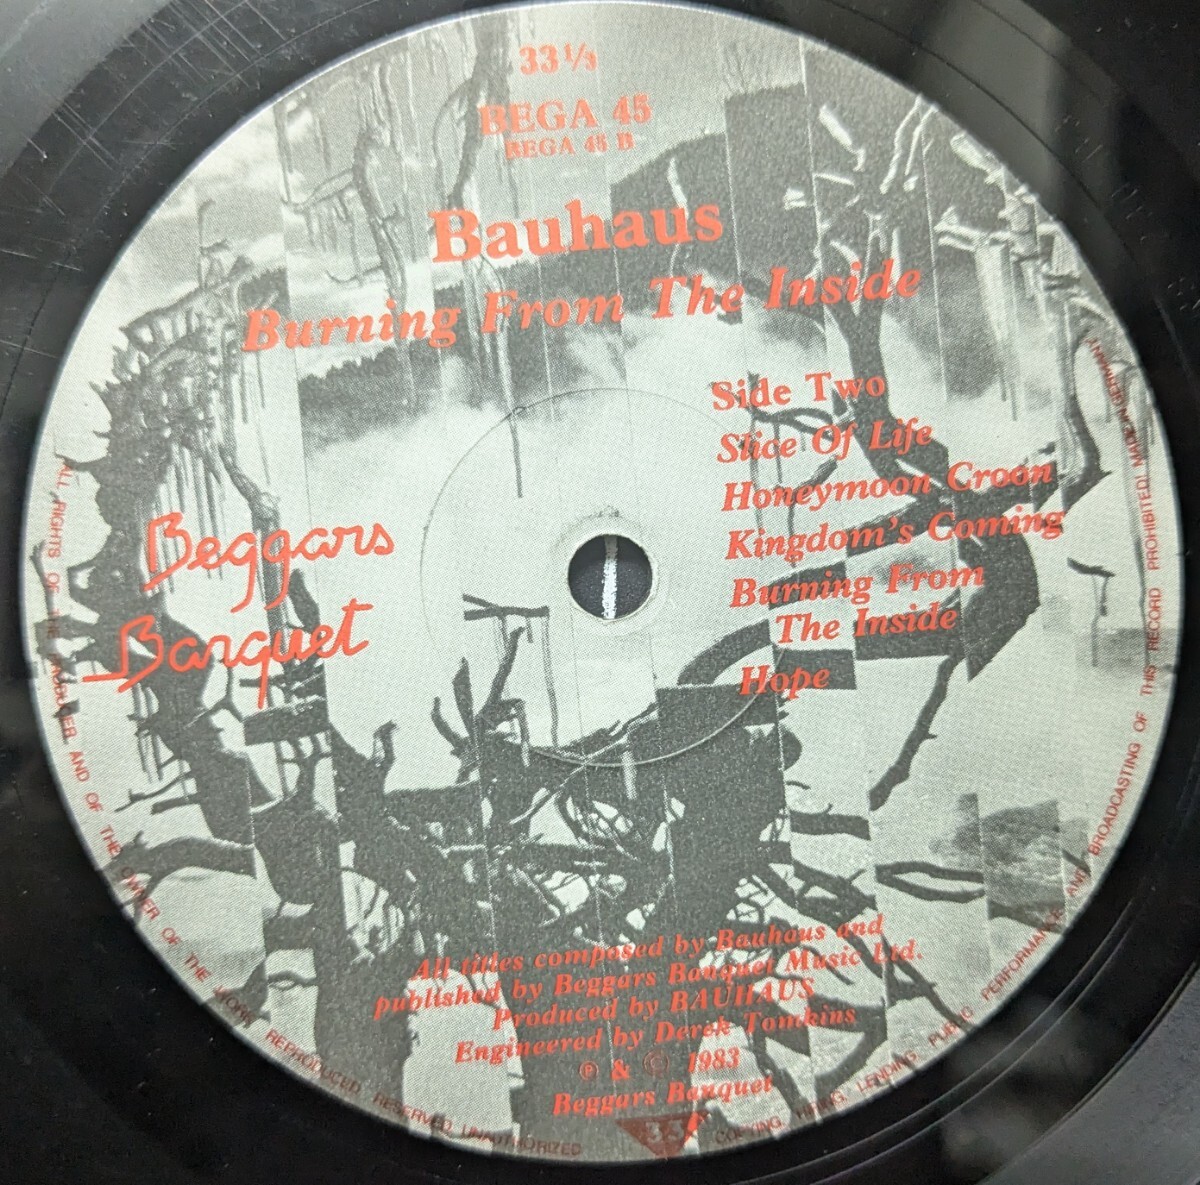 33⅓
BEGA 45
BEGA 45 B
Bauhaus
Burning From The Inside
Side Two
Slice Of Life
Honeymoon Croon
Kingdom's Coming
Burning From
The Inside
Hope
Beggars
Banquet
All titles composed by Bauhaus and
published by Beggars Banquet Music Ltd.
Produced by BAUHAUS
Engineered by Derek Tomkins
℗ & © 1983
Beggars Banquet
33
ALL RIGHTS OF THE PRODUCER AND OF THE OWNER OF THE WORK REPRODUCED RESERVED UNAUTHORIZED COPYING, HIRING, LENDING PUBLIC PERFORMANCE AND BROADCASTING OF THIS RECORD PROHIBITED! MADE IN GERMANY